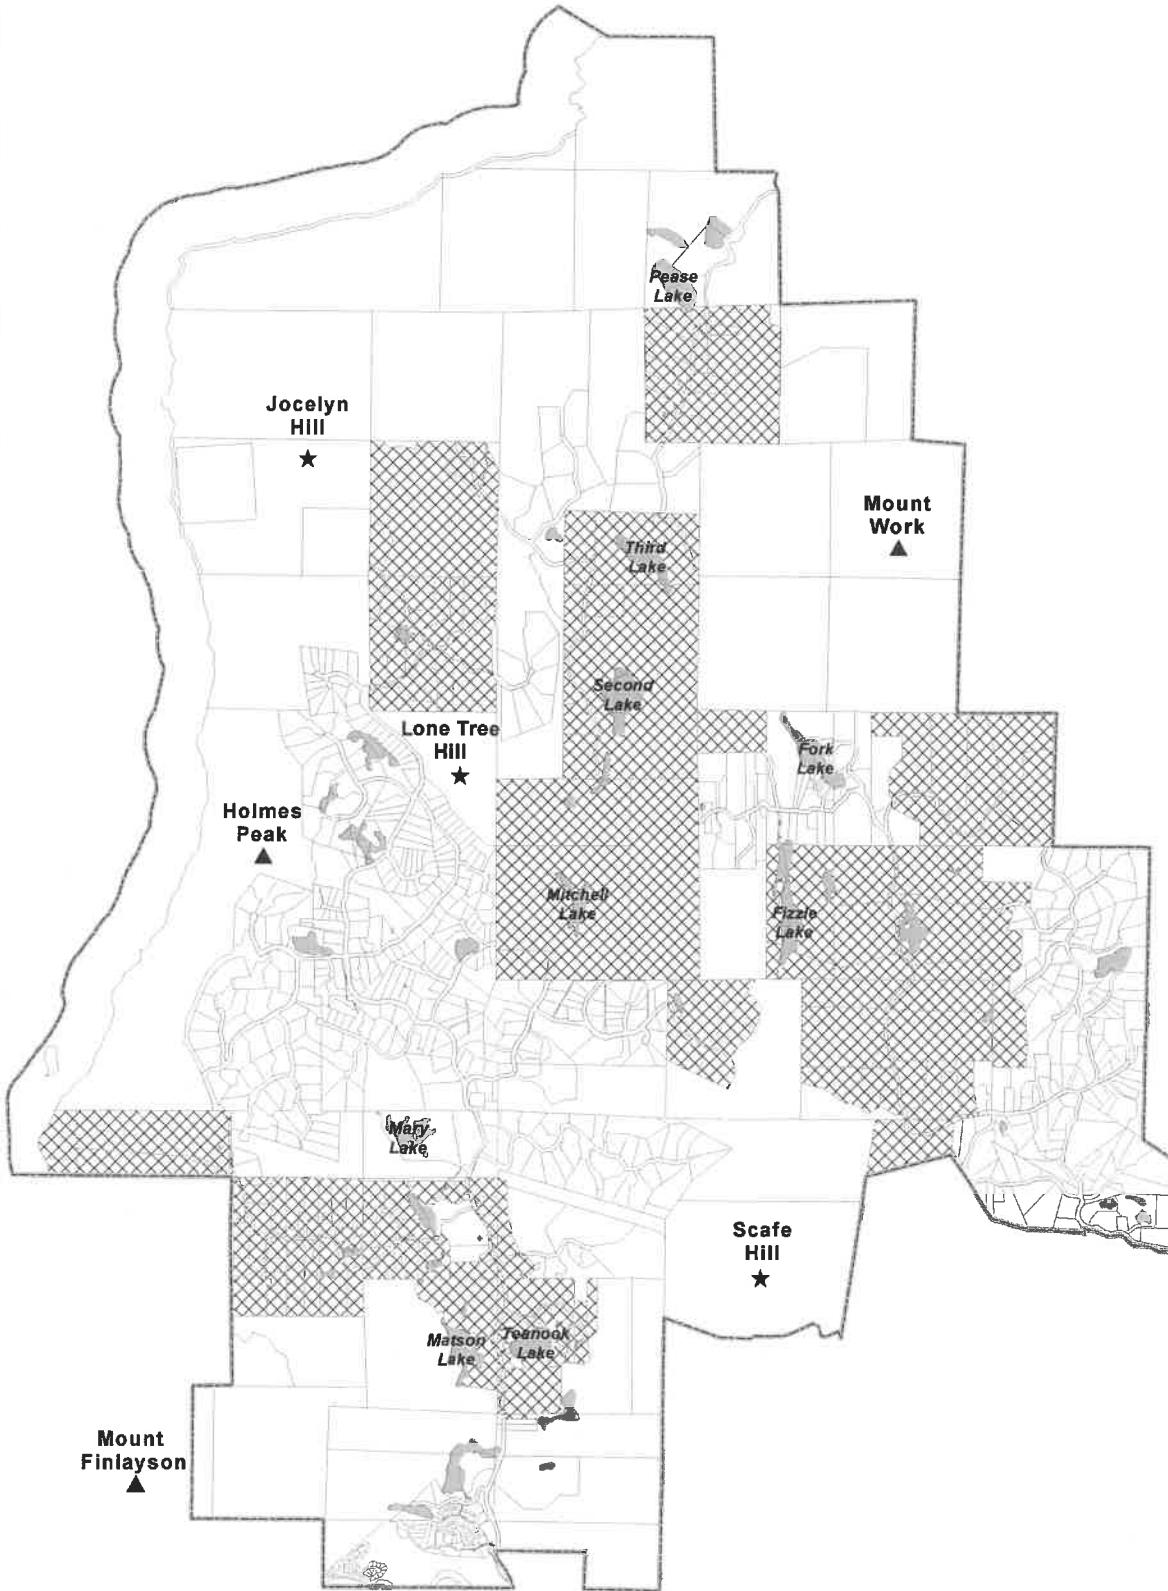 Pease
Lake
Jocelyn
Hill
Mount
Work
Third
Lake
Second
Lake
Lone Tree
Hill
Fork
Lake
Holmes
Peak
Mitchell
Lake
Fizzle
Lake
Mary
Lake
Scafe
Hill
Matson
Lake
Teanook
Lake
Mount
Finlayson